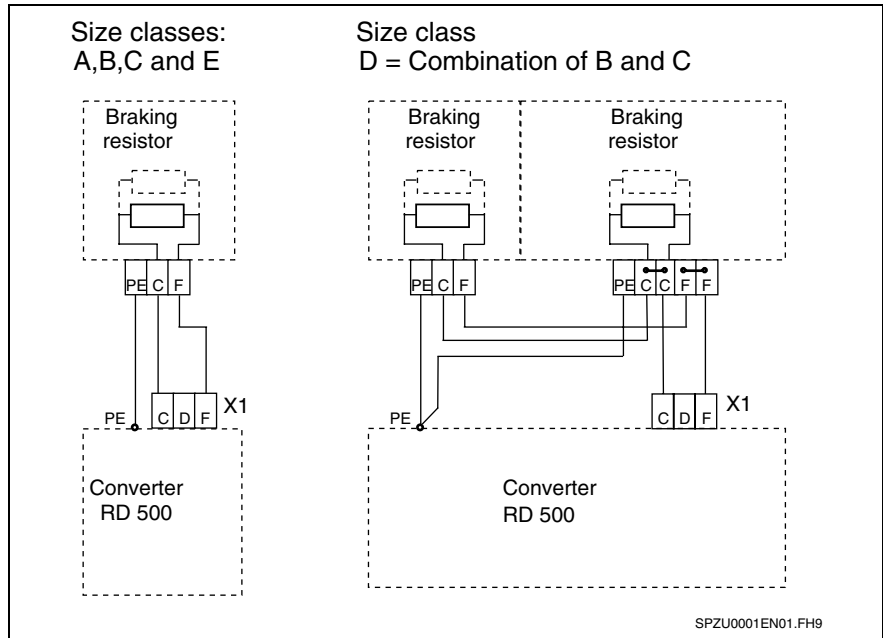 Size classes:
A,B,C and E
Size class
D = Combination of B and C
Braking
resistor
PE C F
PE
C D F
X1
Converter
RD 500
Braking
resistor
Braking
resistor
PE C F
PE C C F F
PE
C D F
X1
Converter
RD 500
SPZU0001EN01.FH9